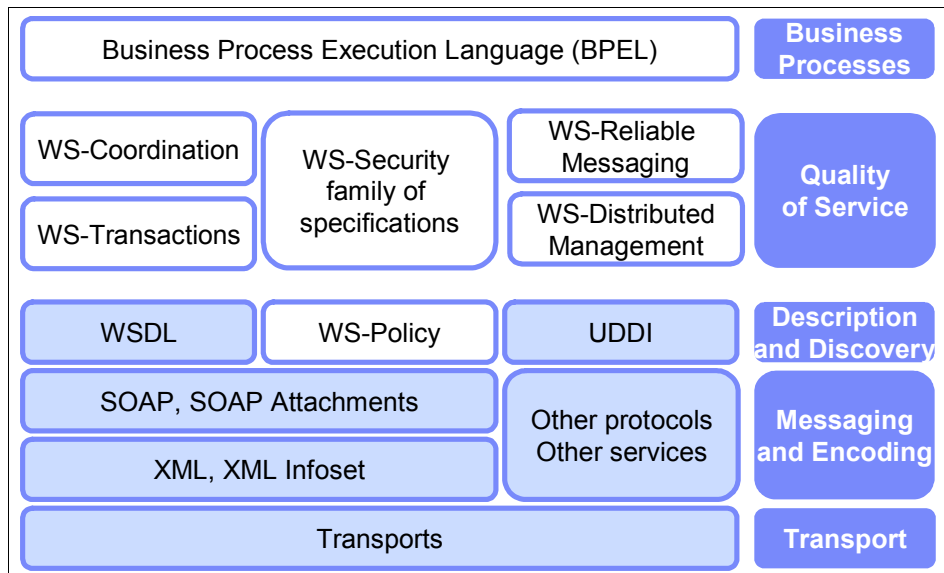 Business Process Execution Language (BPEL)
Business
Processes
WS-Coordination
WS-Transactions
WS-Security
family of
specifications
WS-Reliable
Messaging
WS-Distributed
Management
Quality
of Service
WSDL
WS-Policy
UDDI
Description
and Discovery
SOAP, SOAP Attachments
XML, XML Infoset
Other protocols
Other services
Messaging
and Encoding
Transports
Transport